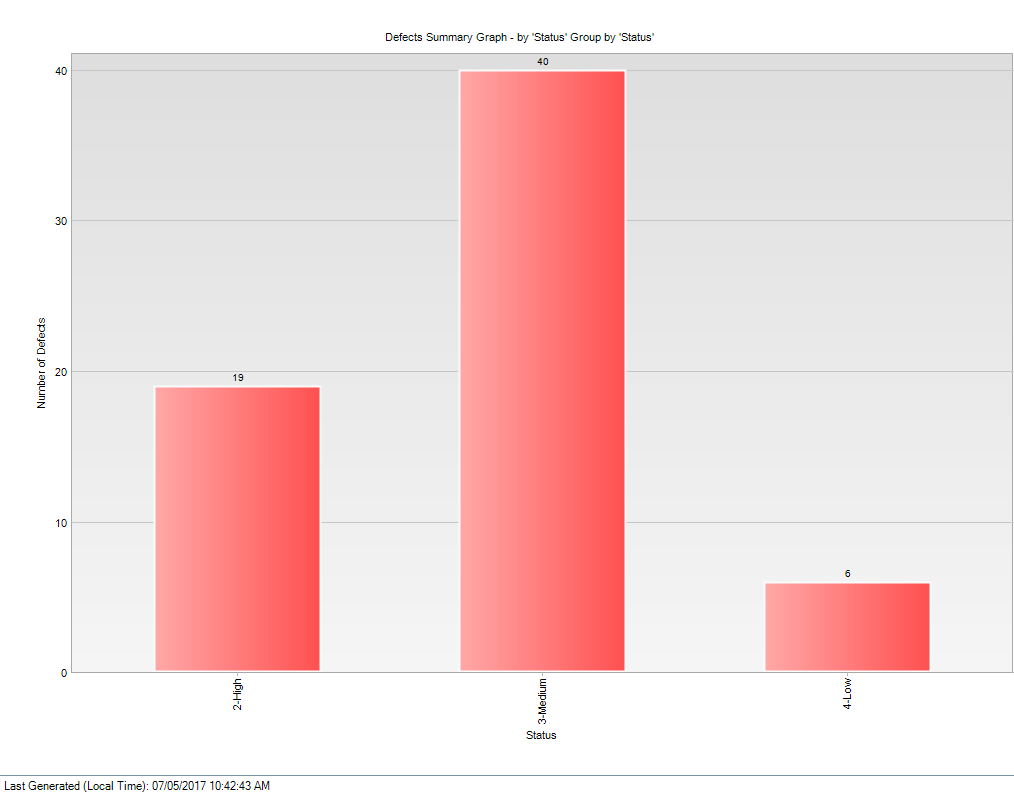 Defects Summary Graph - by 'Status' Group by 'Status'
40
40
30
Number of Defects
20
19
10
6
0
2-High
3-Medium
4-Low
Status
Last Generated (Local Time): 07/05/2017 10:42:43 AM